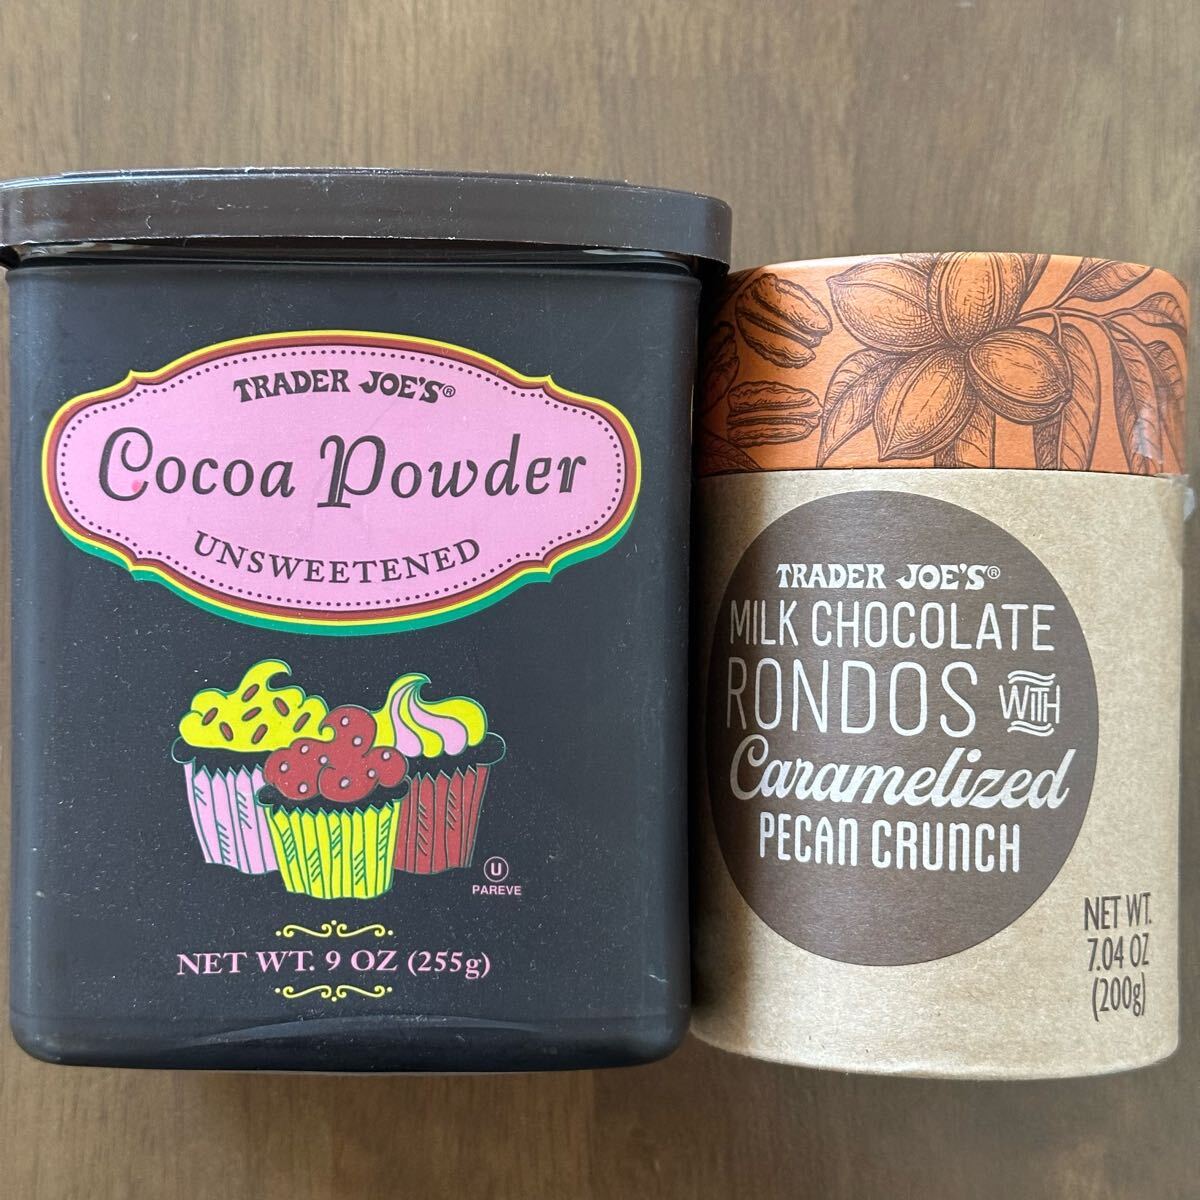 TRADER JOE'S®
Cocoa Powder
UNSWEETENED
U
PAREVE
NET WT. 9 OZ (255g)
TRADER JOE'S®
MILK CHOCOLATE
RONDOS WITH
Caramelized
PECAN CRUNCH
NET WT.
7.04 OZ
(200g)